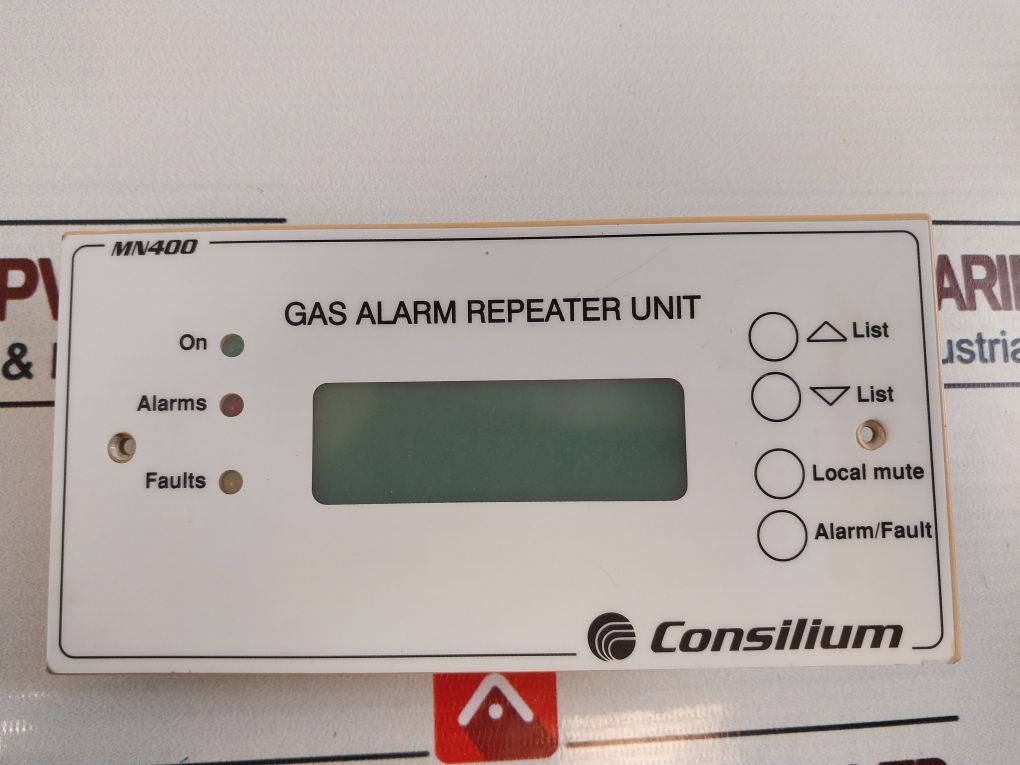 MN400
GAS ALARM REPEATER UNIT
On
Alarms
Faults
List
List
Local mute
Alarm/Fault
Consilium
&